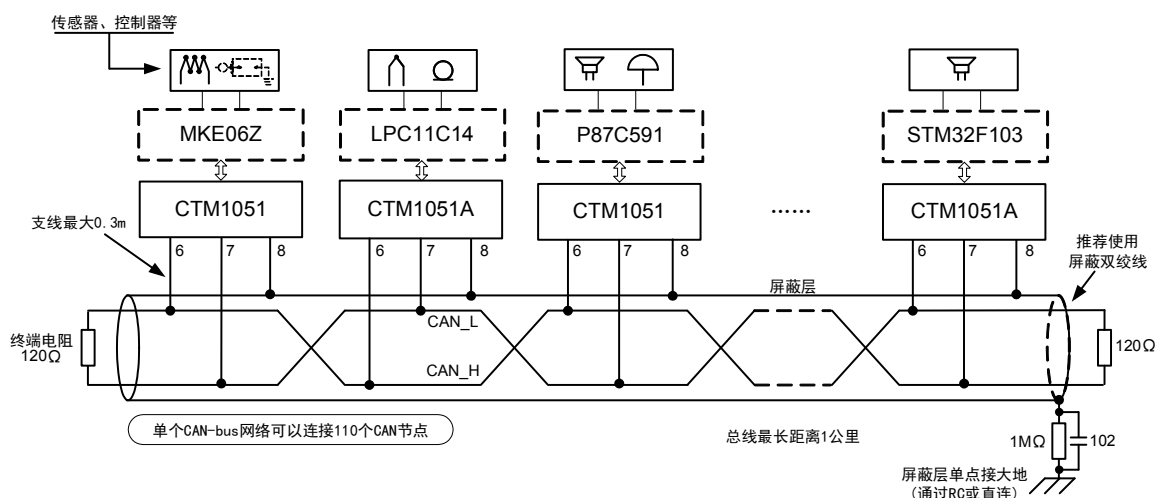 传感器、控制器等
MKE06Z
LPC11C14
P87C591
STM32F103
CTM1051
CTM1051A
CTM1051
......
CTM1051A
支线最大0.3m
6
7
8
6
7
8
6
7
8
6
7
8
推荐使用
屏蔽双绞线
屏蔽层
CAN_L
终端电阻
120Ω
CAN_H
120Ω
单个CAN-bus网络可以连接110个CAN节点
总线最长距离1公里
1MΩ
102
屏蔽层单点接大地
(通过RC或直连)